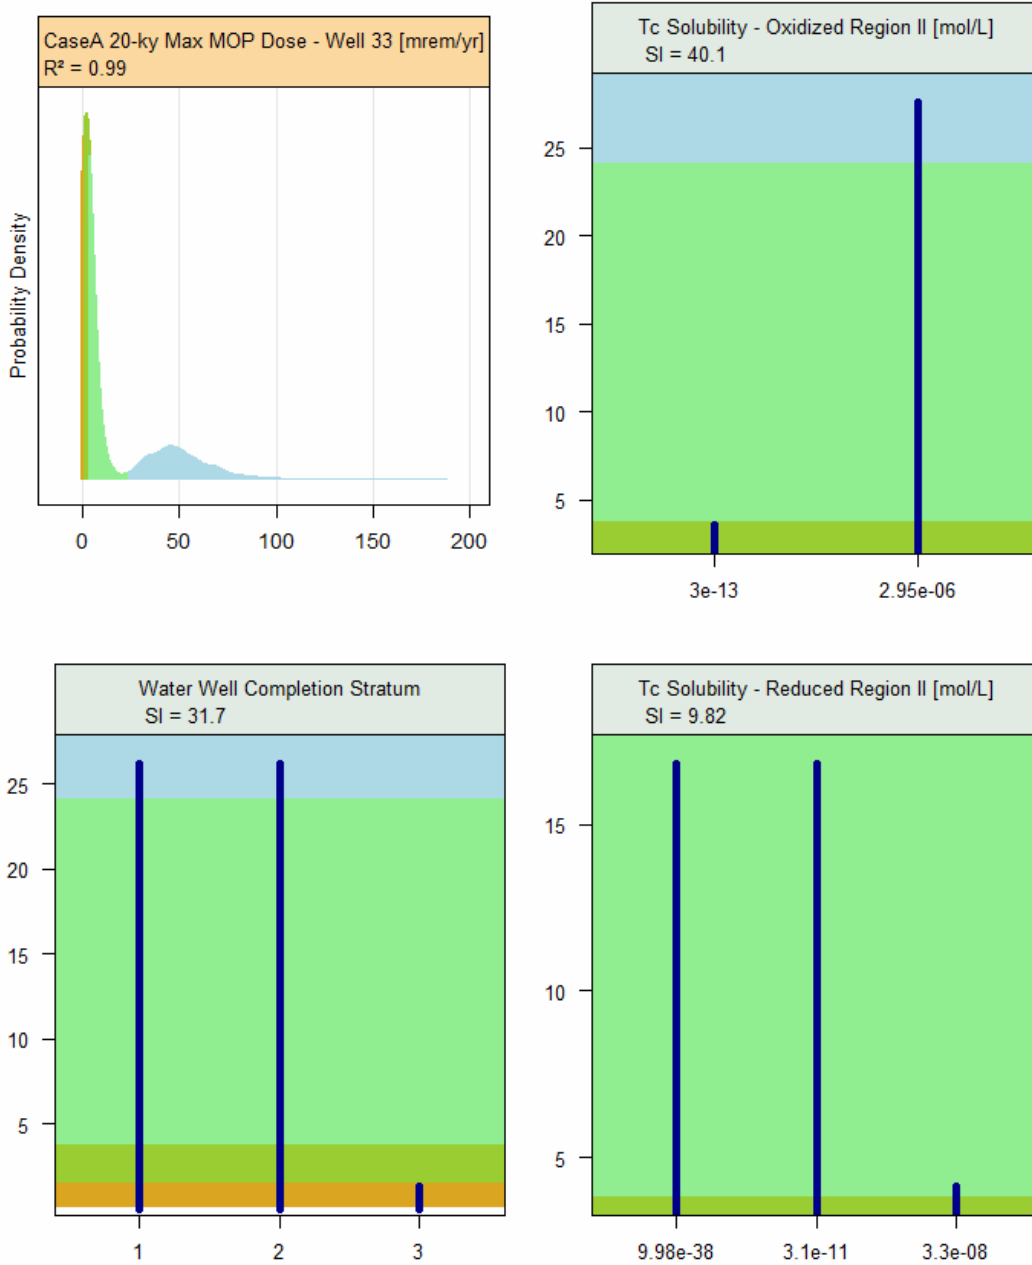 CaseA 20-ky Max MOP Dose - Well 33 [mrem/yr]
R² = 0.99
Probability Density
0 50 100 150 200
Tc Solubility - Oxidized Region II [mol/L]
SI = 40.1
25
20
15
10
5
3e-13 2.95e-06
Water Well Completion Stratum
SI = 31.7
25
20
15
10
5
1 2 3
Tc Solubility - Reduced Region II [mol/L]
SI = 9.82
15
10
5
9.98e-38 3.1e-11 3.3e-08